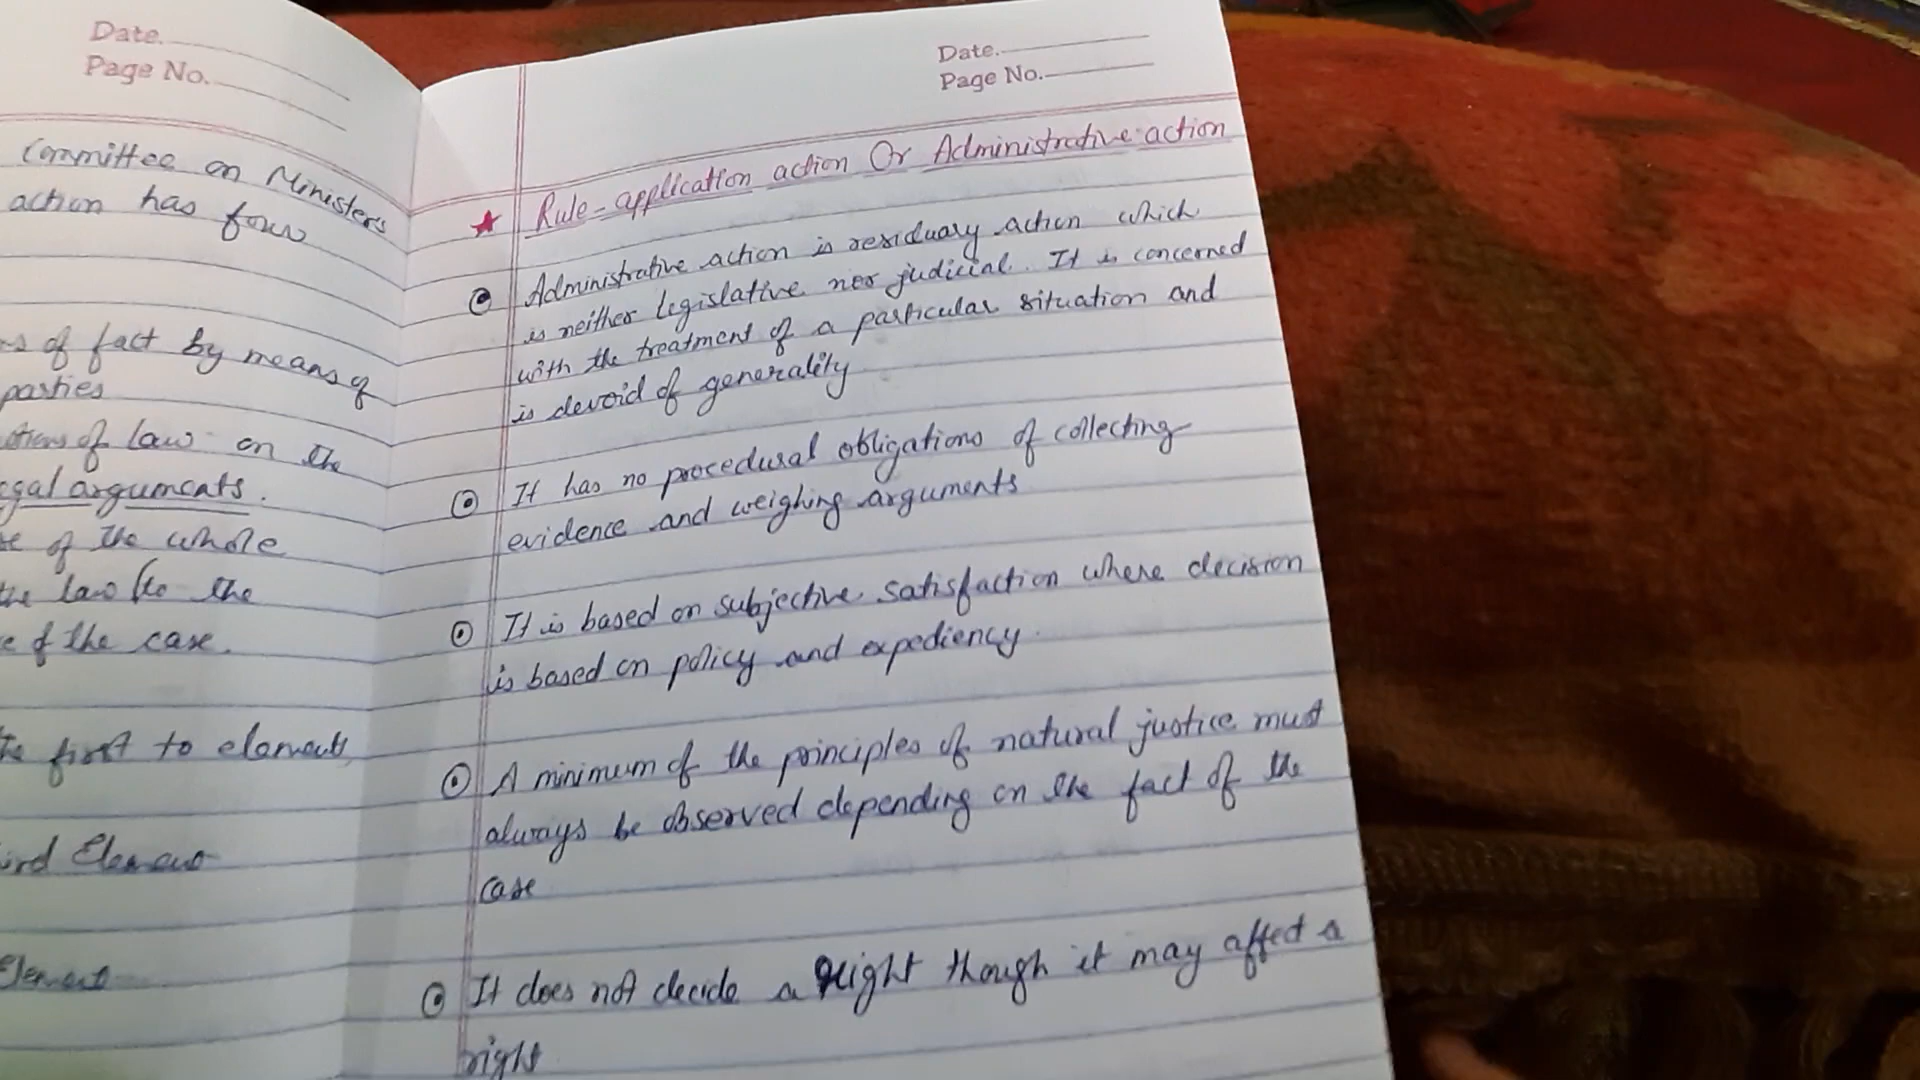 Date.
Page No.
Committee on Ministers
action has four
of fact by means of
parties
of law on the
legal arguments.
of the whole
the law to the
of the case.
first to elements
Element
Element
Date.
Page No.
Rule-application action Or Administrative action
Administrative action is residuary action which
is neither legislative nor judicial. It is concerned
with the treatment of a particular situation and
is devoid of generality
It has no procedural obligations of collecting
evidence and weighing arguments
It is based on subjective satisfaction where decision
is based on policy and expediency.
A minimum of the principles of natural justice must
always be observed depending on the fact of the
case
It does not decide a right though it may affect a
right